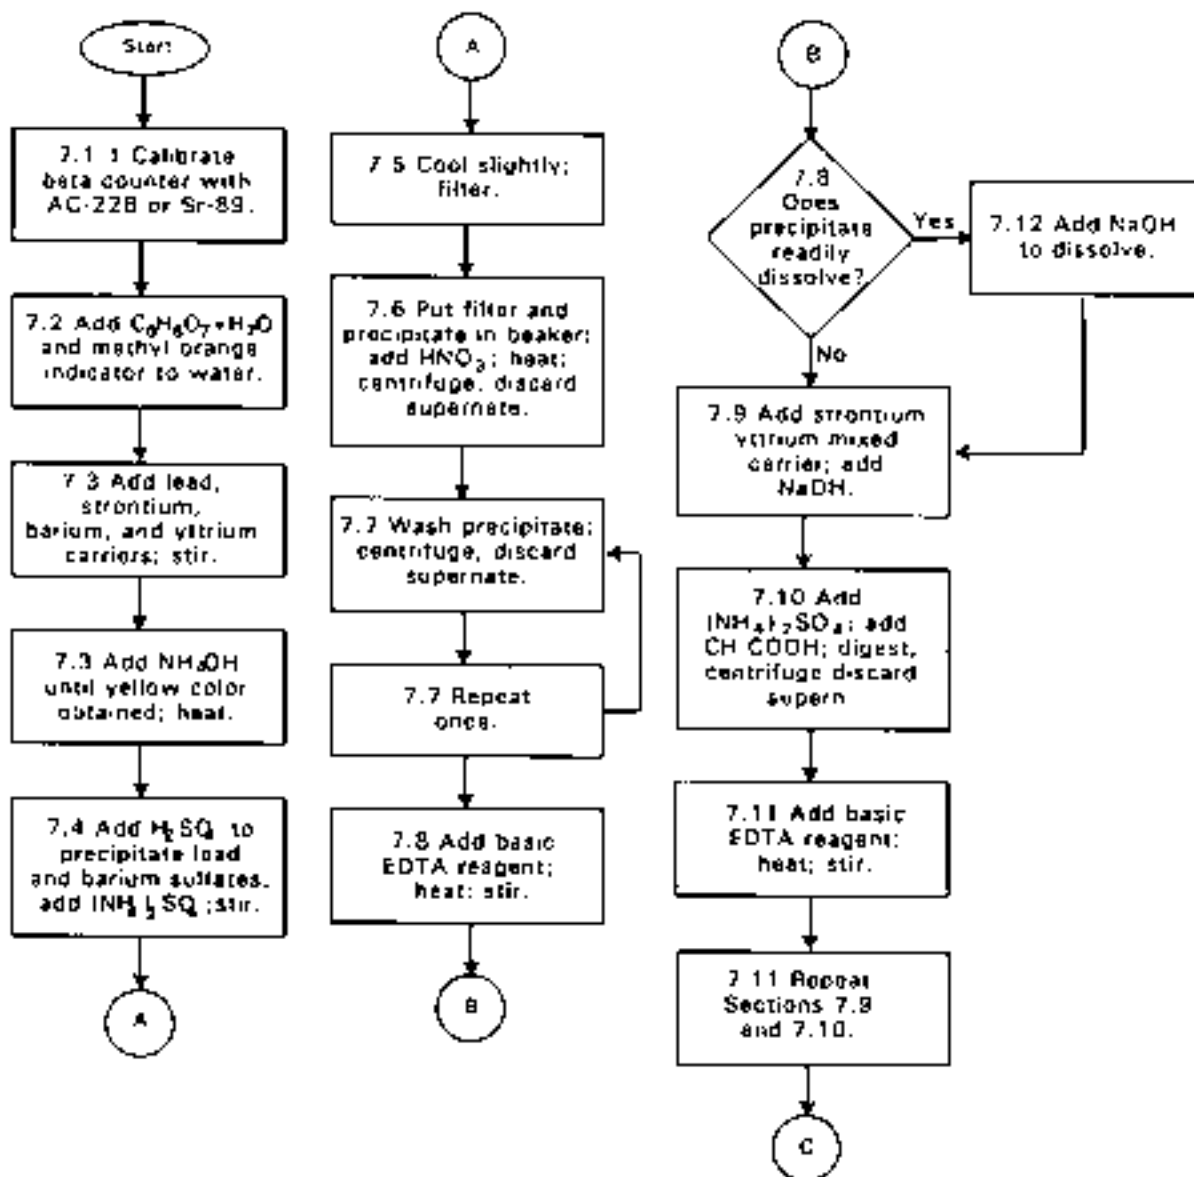 Start
7.1 1 Calibrate
beta counter with
AC-228 or Sr-89.
7.2 Add C₆H₈O₇•H₂O
and methyl orange
indicator to water.
7 3 Add lead,
strontium,
barium, and yttrium
carriers; stir.
7.3 Add NH₄OH
until yellow color
obtained; heat.
7.4 Add H₂SO₄ to
precipitate lead
and barium sulfates,
add (NH₄)₂SO₄; stir.
A
A
7 5 Cool slightly;
filter.
7.6 Put filter and
precipitate in beaker;
add HNO₃; heat;
centrifuge, discard
supernate.
7.7 Wash precipitate;
centrifuge, discard
supernate.
7.7 Repeat
once.
7.8 Add basic
EDTA reagent;
heat; stir.
B
B
7.8
Does
precipitate
readily
dissolve?
Yes
7.12 Add NaOH
to dissolve.
No
7.9 Add strontium
yttrium mixed
carrier; add
NaOH.
7.10 Add
(NH₄)₂SO₄; add
CH COOH; digest,
centrifuge discard
supern
7.11 Add basic
EDTA reagent;
heat; stir.
7.11 Repeat
Sections 7.9
and 7.10.
C